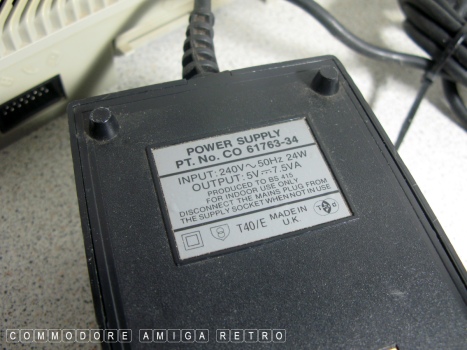 POWER SUPPLY
PT. No. CO 61763-34
INPUT: 240V~50Hz 24W
OUTPUT: 5V⎓7.5VA
PRODUCED TO BS 415
FOR INDOOR USE ONLY
DISCONNECT THE MAINS PLUG FROM
THE SUPPLY SOCKET WHEN NOT IN USE
T40/E MADE IN
U.K.
COMMODORE AMIGA RETRO